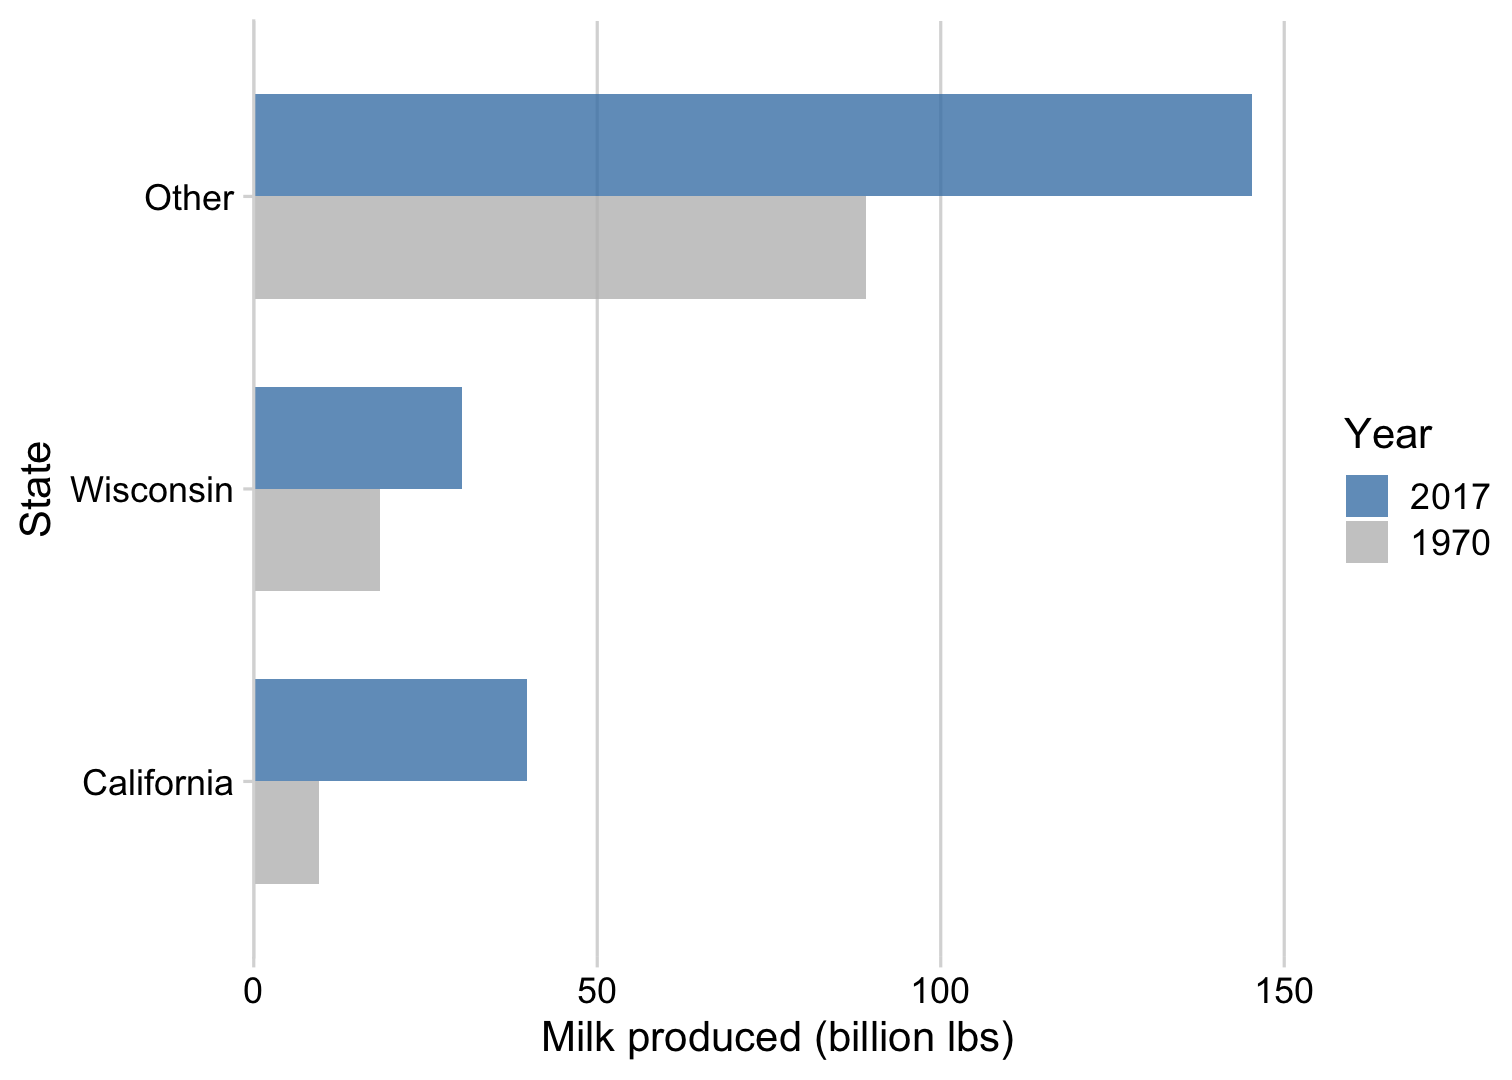 Other
Wisconsin
California
State
0 50 100 150
Milk produced (billion lbs)
Year
2017
1970